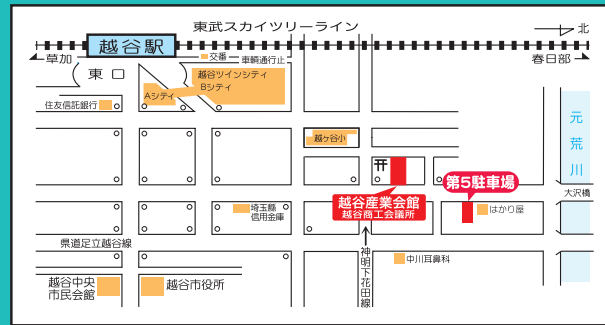 東武スカイツリーライン
北
越谷駅
草加
春日部
交番
車輌通行止
東口
越谷ツインシティ
Bシティ
Aシティ
住友信託銀行
越ヶ谷小
元荒川
第5駐車場
大沢橋
越谷産業会館
越谷商工会議所
埼玉縣
信用金庫
はかり屋
県道足立越谷線
神明下花田線
中川耳鼻科
越谷中央
市民会館
越谷市役所